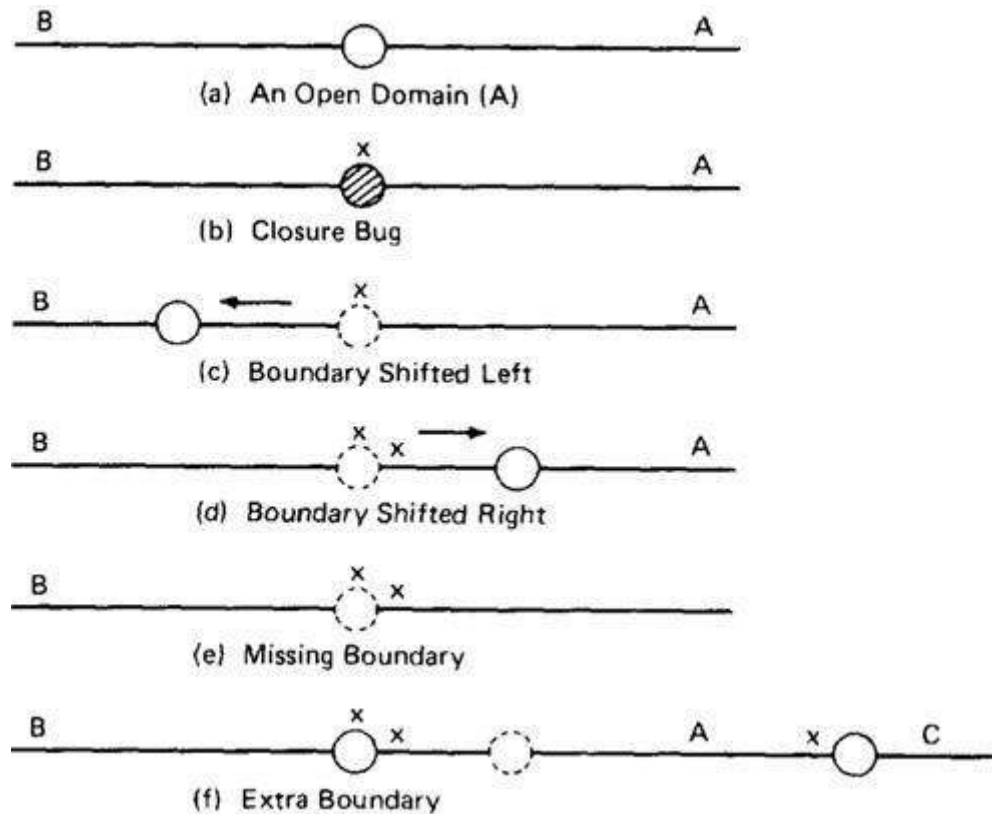 B A
(a) An Open Domain (A)
x
B A
(b) Closure Bug
x
B A
(c) Boundary Shifted Left
x
x
B A
(d) Boundary Shifted Right
x
x
B
(e) Missing Boundary
x
x x
B A C
(f) Extra Boundary